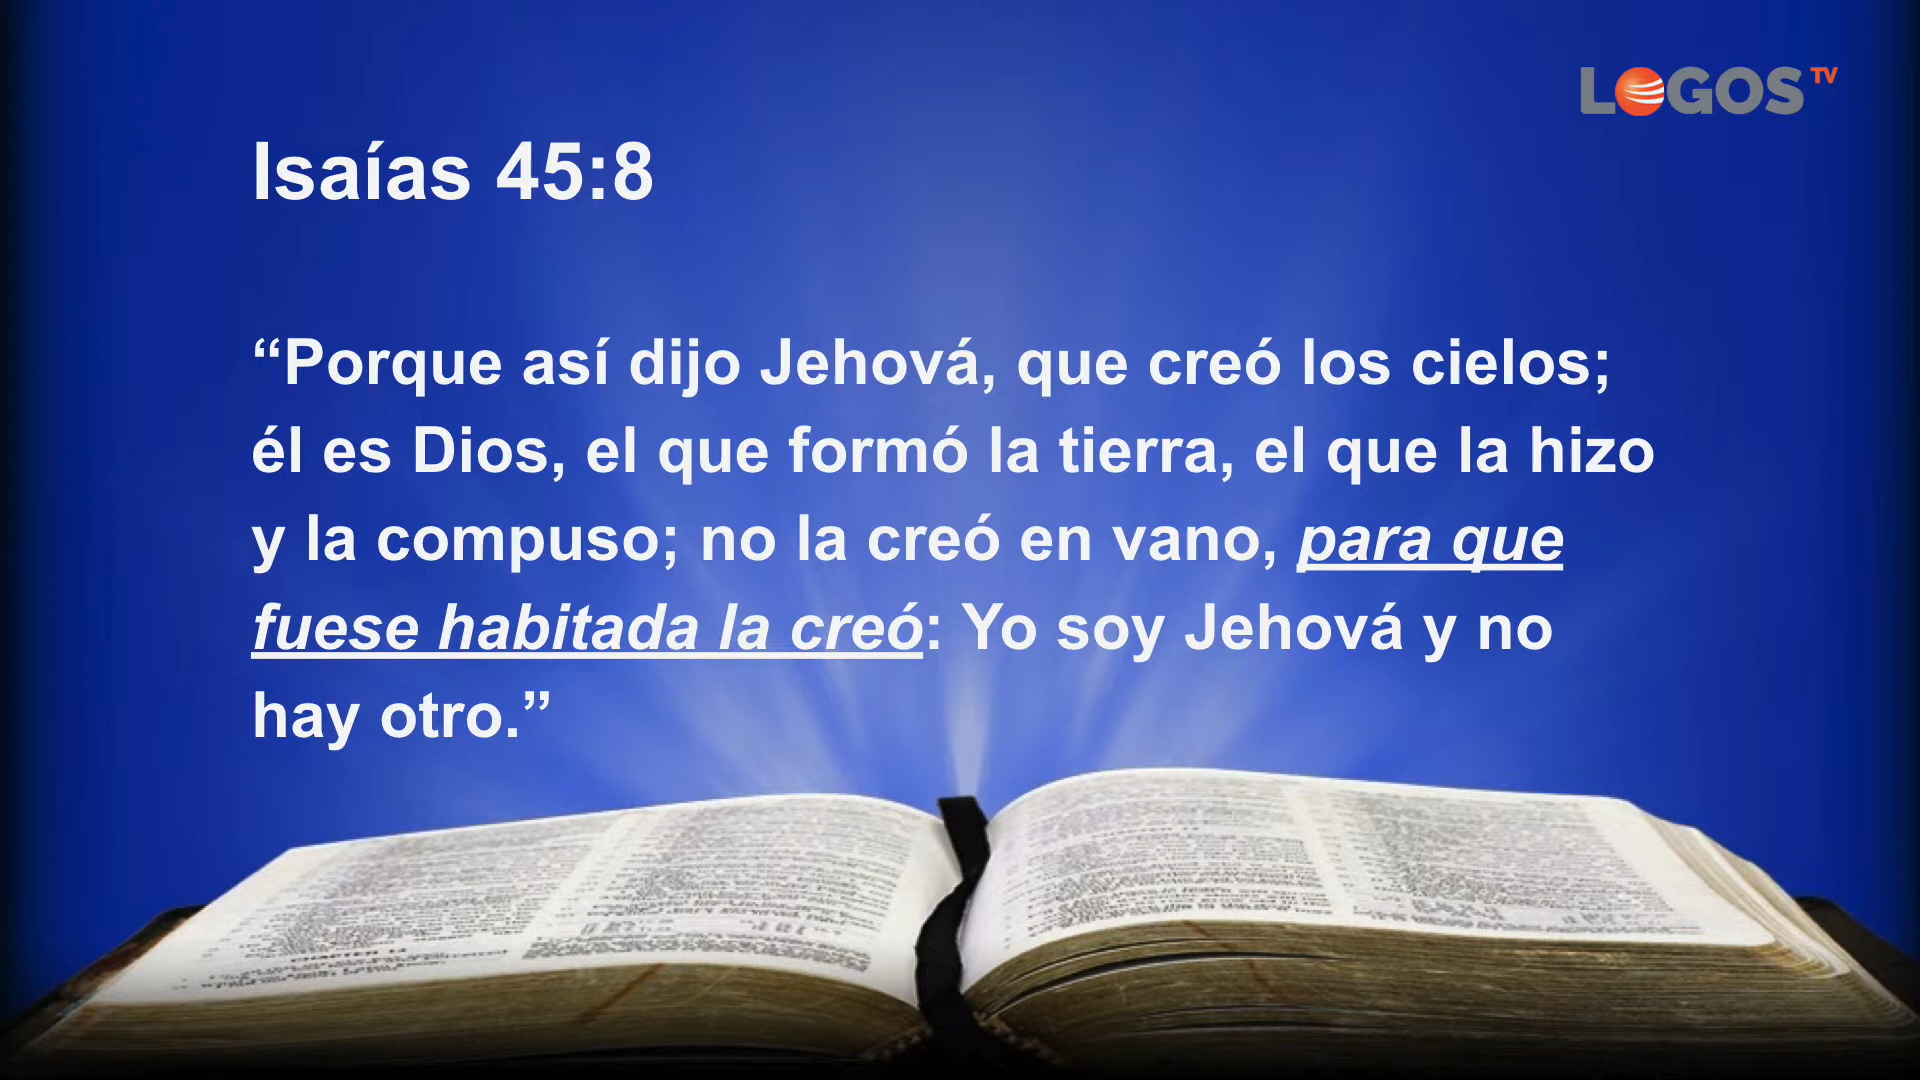 LOGOS TV
Isaías 45:8
“Porque así dijo Jehová, que creó los cielos;
él es Dios, el que formó la tierra, el que la hizo
y la compuso; no la creó en vano, para que
fuese habitada la creó: Yo soy Jehová y no
hay otro.”